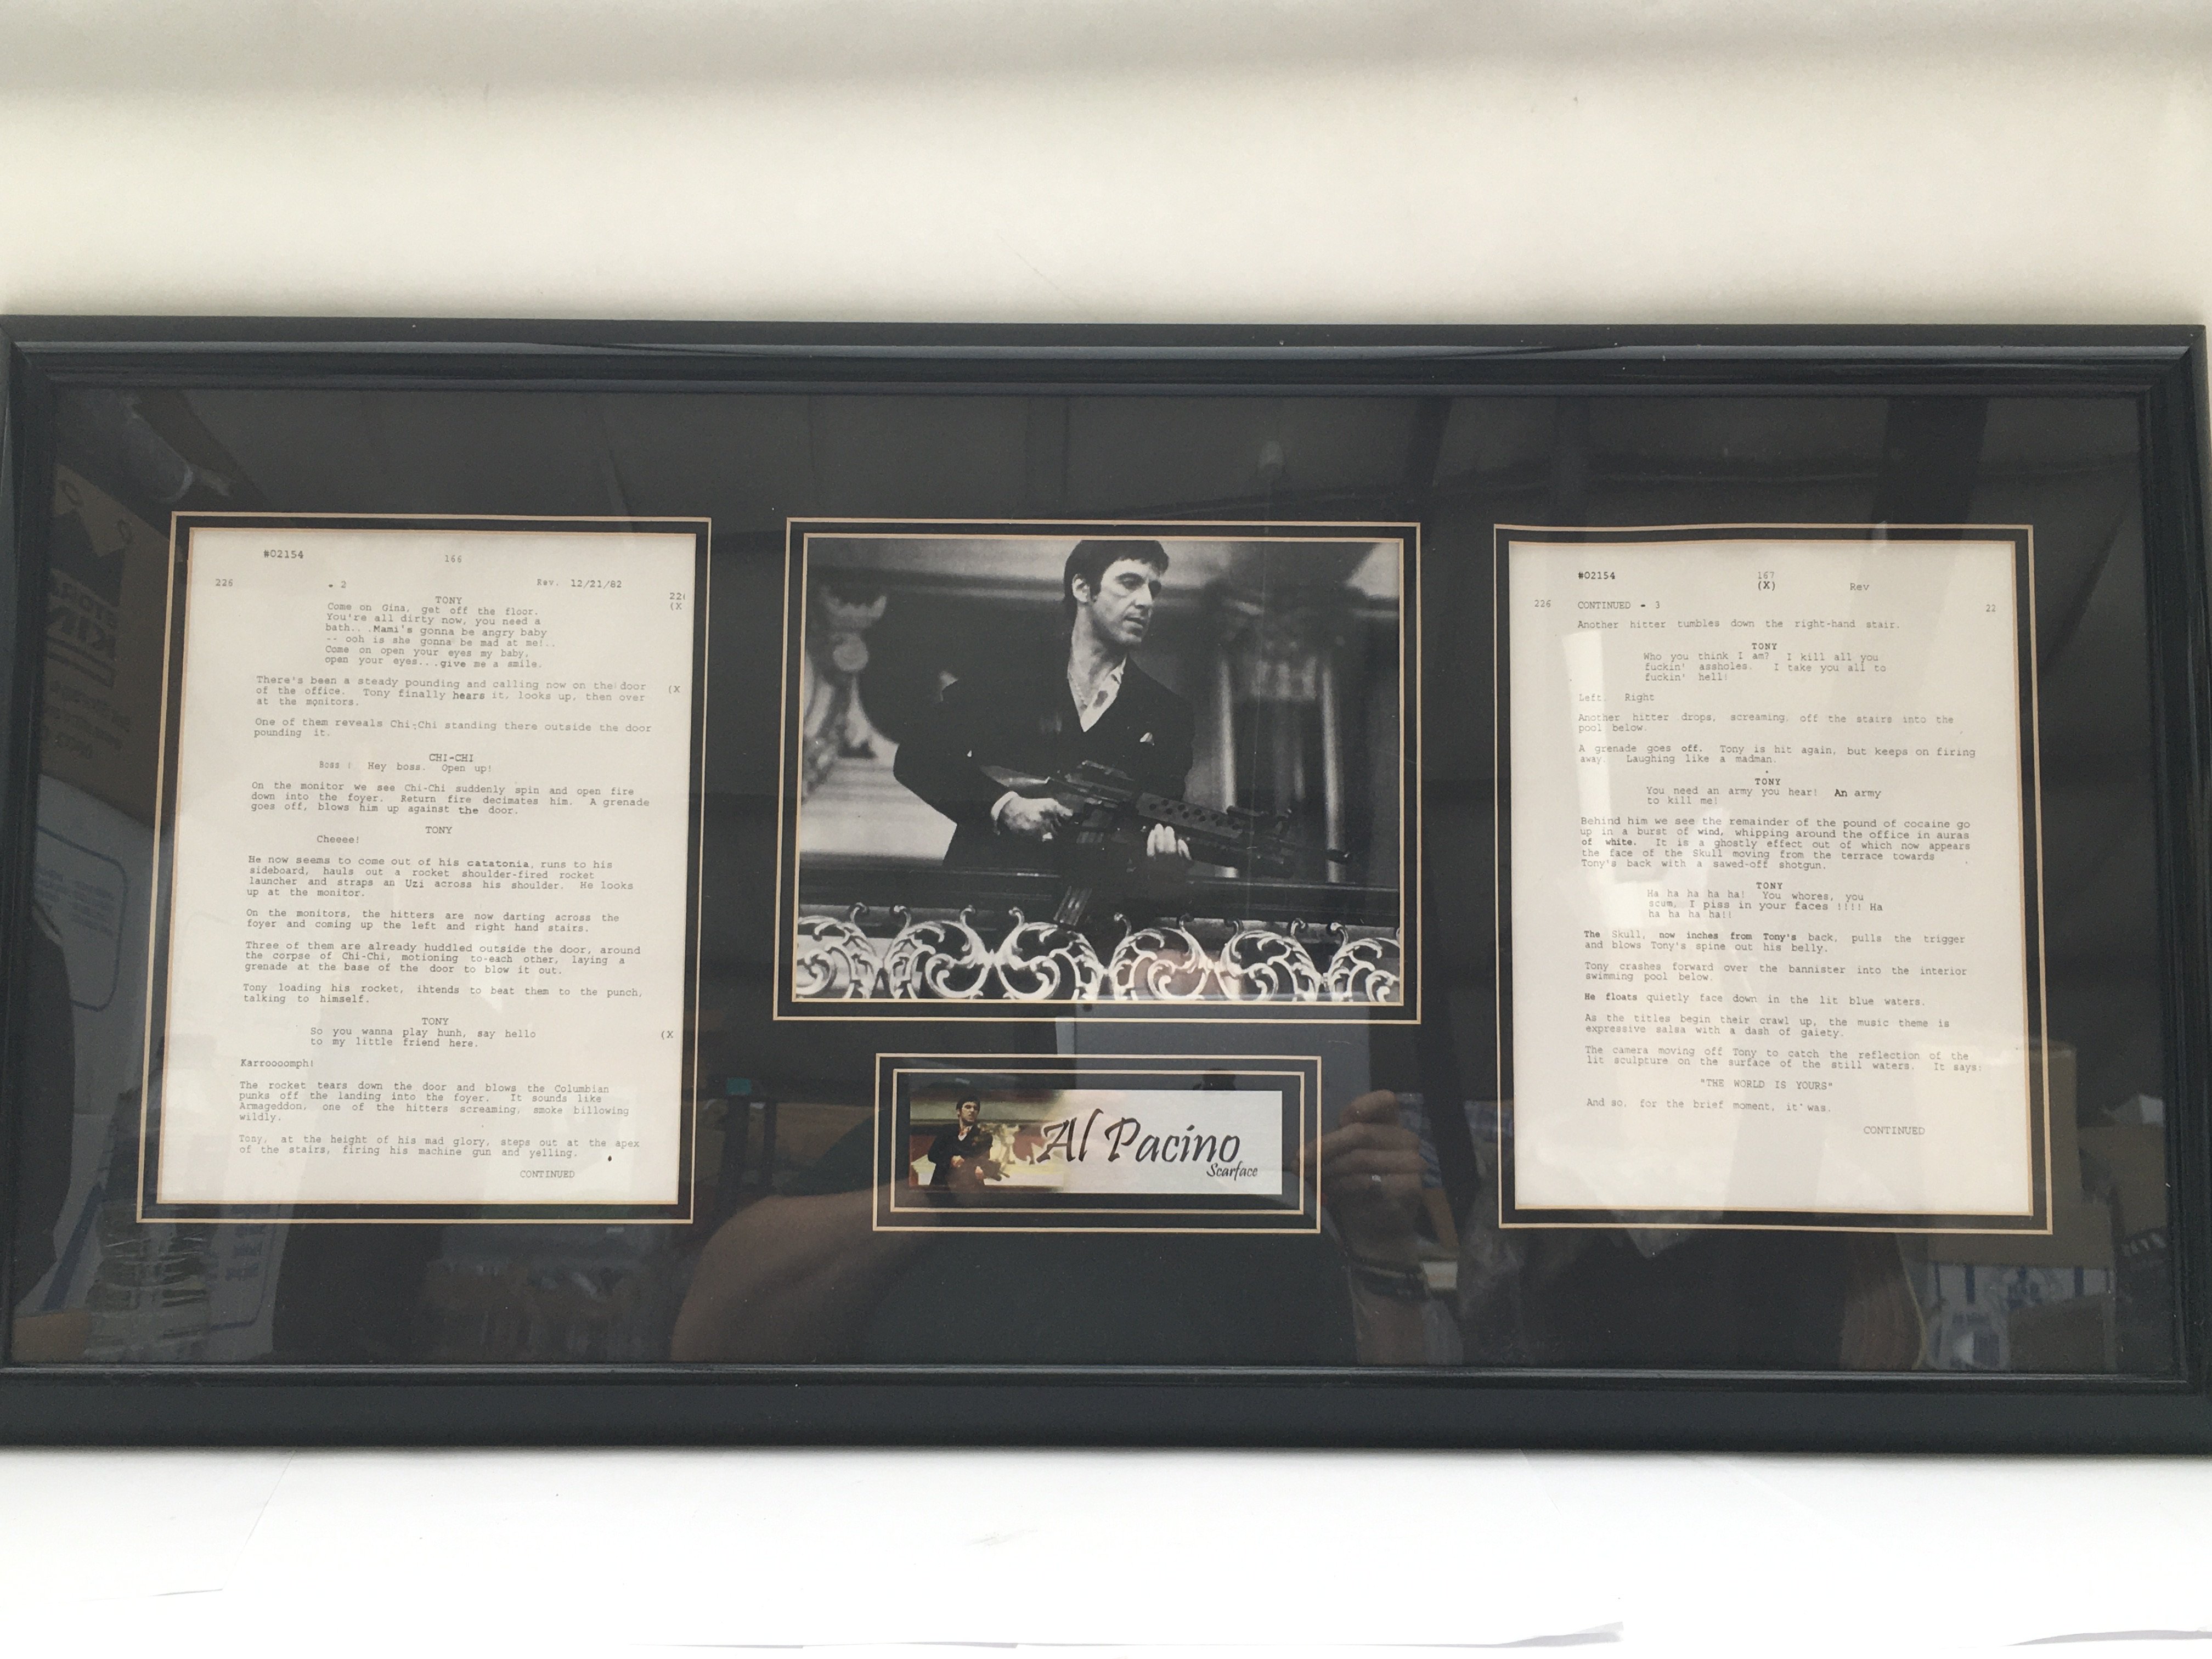 #02154
166
226 - 2 Rev. 12/21/82
TONY 22
Come on Gina, get off the floor. (X
You're all dirty now, you need a
bath...Mami's gonna be angry baby
-- ooh is she gonna be mad at me!..
Come on open your eyes my baby,
open your eyes...give me a smile.
There's been a steady pounding and calling now on the door
of the office. Tony finally hears it, looks up, then over (X
at the monitors.
One of them reveals Chi-Chi standing there outside the door
pounding it.
CHI-CHI
Boss! Hey boss. Open up!
On the monitor we see Chi-Chi suddenly spin and open fire
down into the foyer. Return fire decimates him. A grenade
goes off, blows him up against the door.
TONY
Cheeee!
He now seems to come out of his catatonia, runs to his
sideboard, hauls out a rocket shoulder-fired rocket
launcher and straps an Uzi across his shoulder. He looks
up at the monitor.
On the monitors, the hitters are now darting across the
foyer and coming up the left and right hand stairs.
Three of them are already huddled outside the door, around
the corpse of Chi-Chi, motioning to-each other, laying a
grenade at the base of the door to blow it out.
Tony loading his rocket, ihtends to beat them to the punch,
talking to himself.
TONY
So you wanna play hunh, say hello (X
to my little friend here.
Karroooomph!
The rocket tears down the door and blows the Columbian
punks off the landing into the foyer. It sounds like
Armageddon, one of the hitters screaming, smoke billowing
wildly.
Tony, at the height of his mad glory, steps out at the apex
of the stairs, firing his machine gun and yelling.
CONTINUED
Al Pacino
Scarface
#02154 167
(X) Rev
226 CONTINUED - 3 22
Another hitter tumbles down the right-hand stair.
TONY
Who you think I am? I kill all you
fuckin' assholes. I take you all to
fuckin' hell!
Left. Right
Another hitter drops, screaming, off the stairs into the
pool below.
A grenade goes off. Tony is hit again, but keeps on firing
away. Laughing like a madman.
TONY
You need an army you hear! An army
to kill me!
Behind him we see the remainder of the pound of cocaine go
up in a burst of wind, whipping around the office in auras
of white. It is a ghostly effect out of which now appears
the face of the Skull moving from the terrace towards
Tony's back with a sawed-off shotgun.
TONY
Ha ha ha ha ha! You whores, you
scum, I piss in your faces !!!! Ha
ha ha ha ha!!
The Skull, now inches from Tony's back, pulls the trigger
and blows Tony's spine out his belly.
Tony crashes forward over the bannister into the interior
swimming pool below.
He floats quietly face down in the lit blue waters.
As the titles begin their crawl up, the music theme is
expressive salsa with a dash of gaiety.
The camera moving off Tony to catch the reflection of the
lit sculpture on the surface of the still waters. It says:
"THE WORLD IS YOURS"
And so, for the brief moment, it was.
CONTINUED